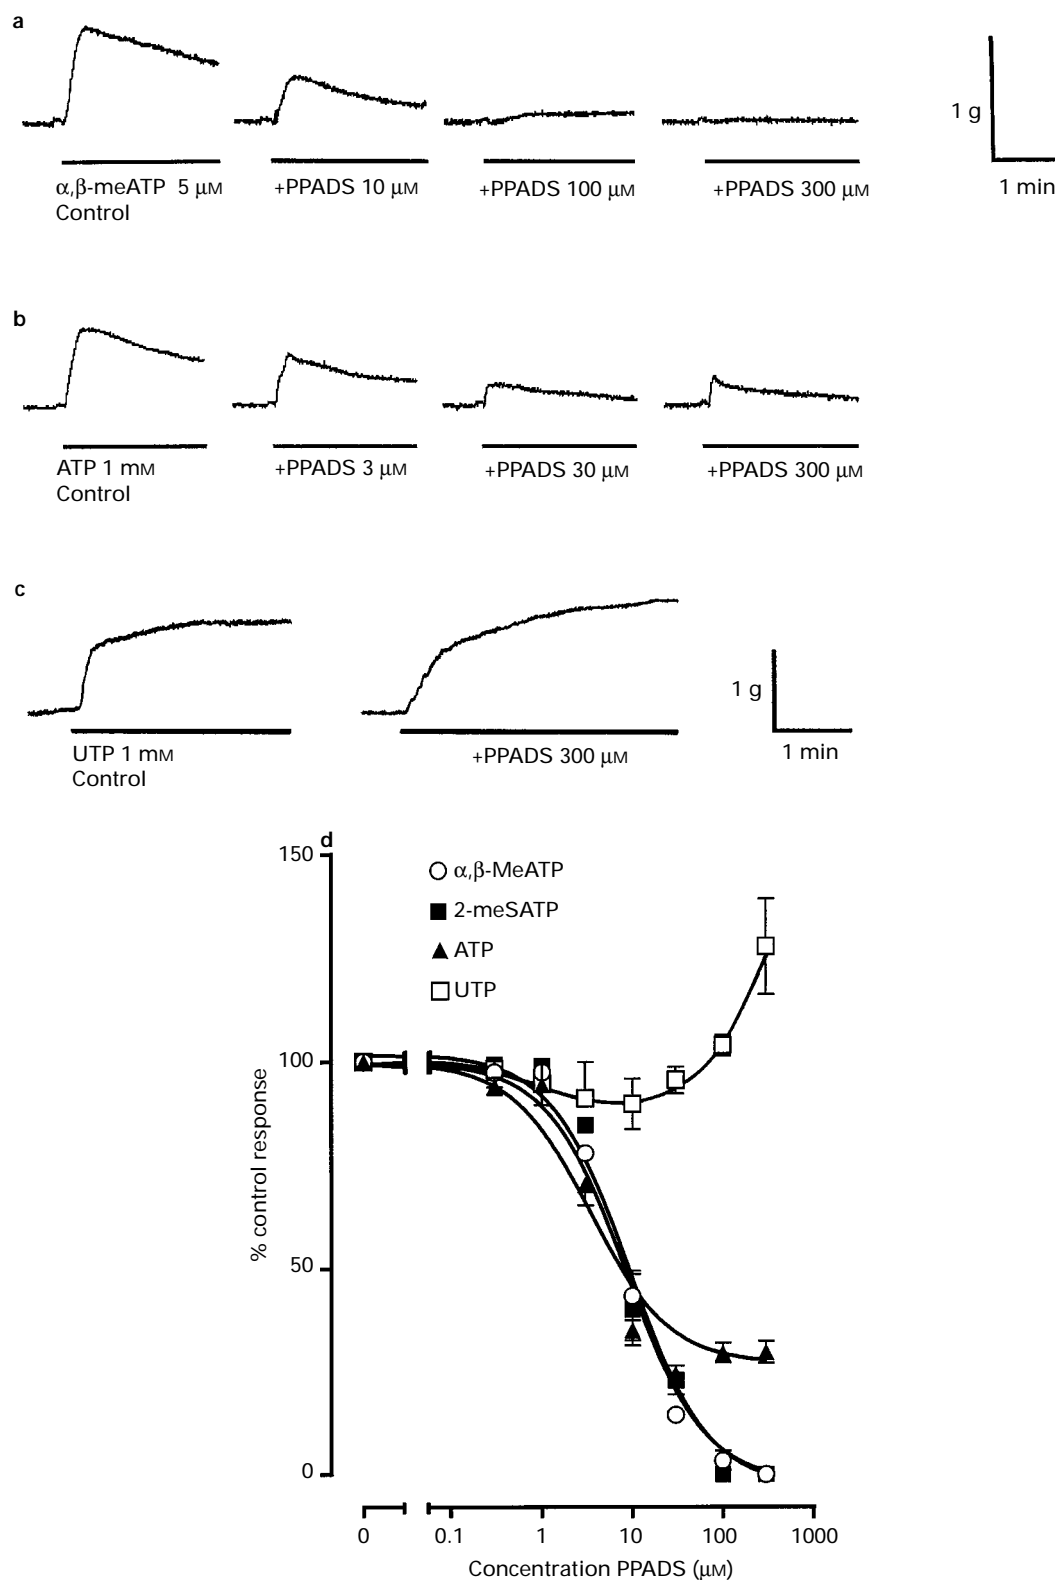 a
1 g
1 min
α,β-meATP 5 μM
Control
+PPADS 10 μM
+PPADS 100 μM
+PPADS 300 μM
b
ATP 1 mM
Control
+PPADS 3 μM
+PPADS 30 μM
+PPADS 300 μM
c
1 g
1 min
UTP 1 mM
Control
+PPADS 300 μM
d
α,β-MeATP
2-meSATP
ATP
UTP
% control response
150
100
50
0
0 0.1 1 10 100 1000
Concentration PPADS (μM)